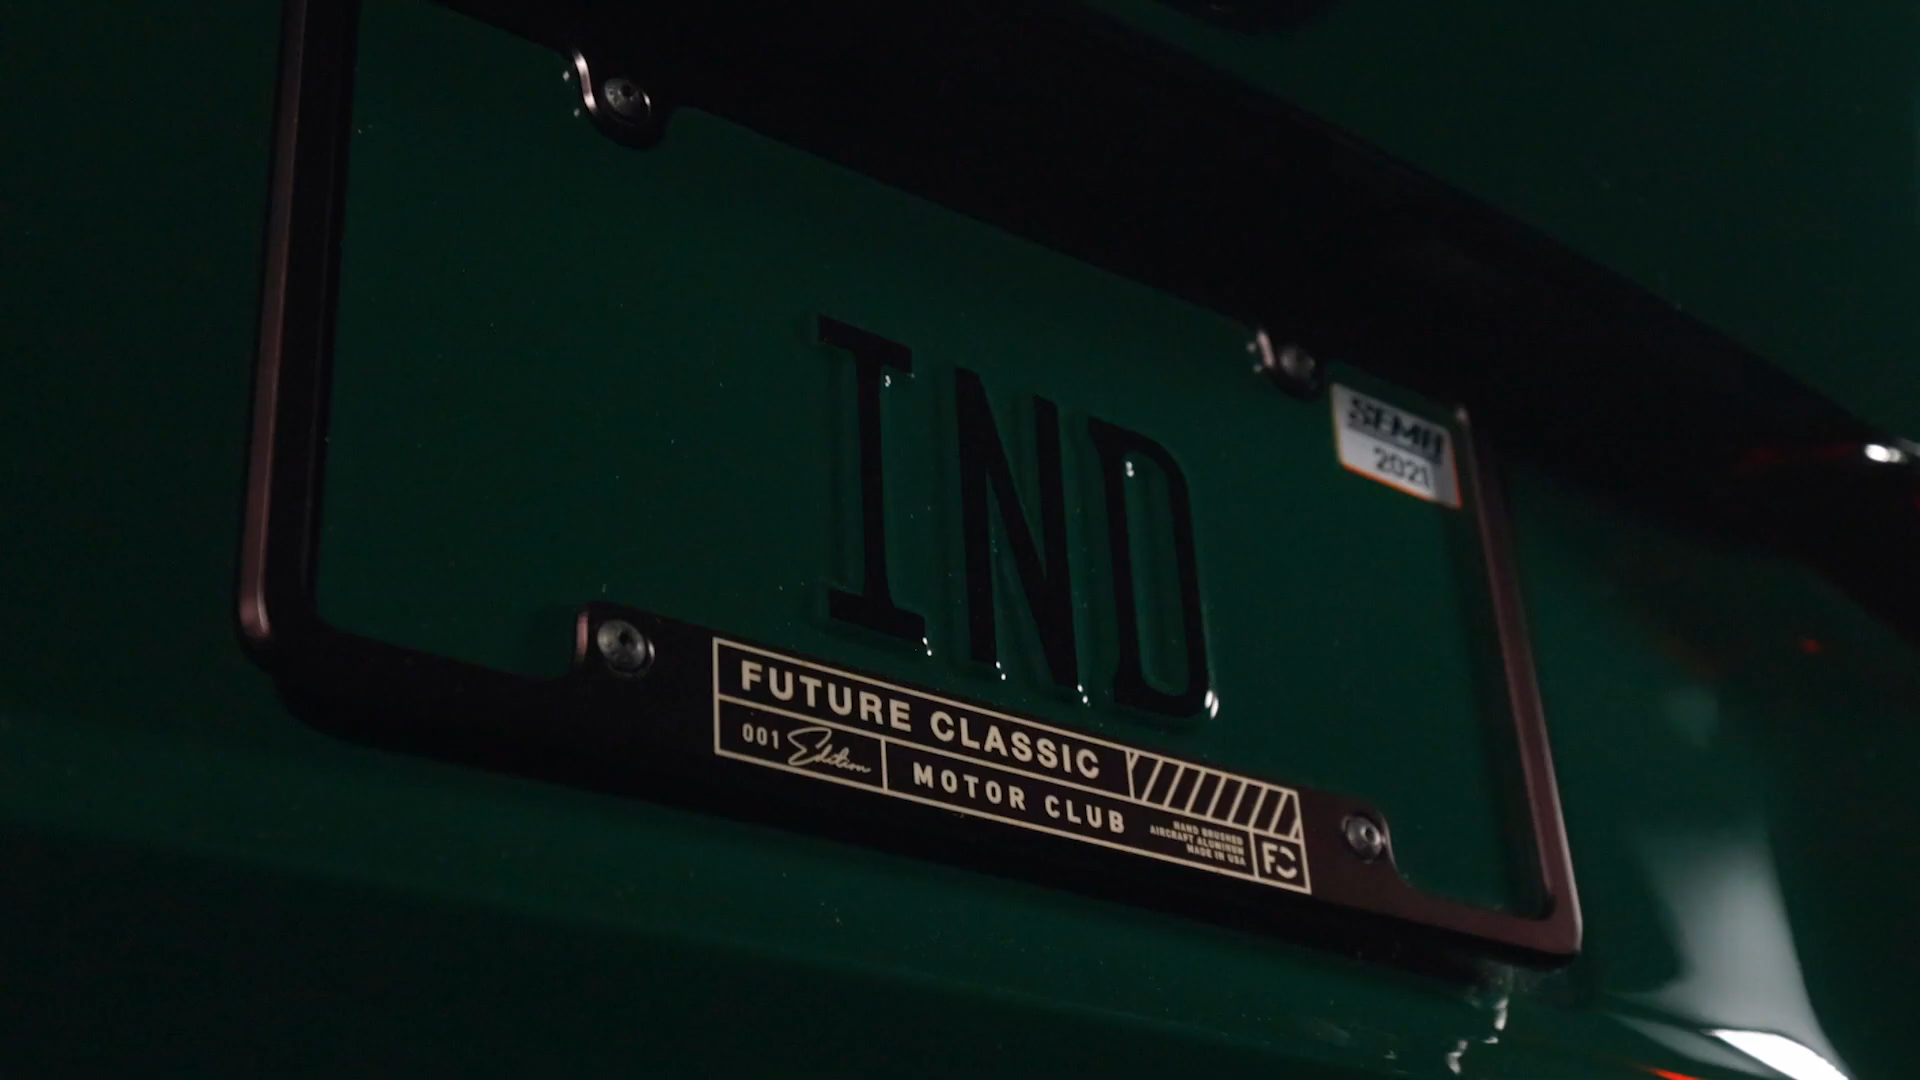 SEMA
2021
IND
FUTURE CLASSIC
001 Edition
MOTOR CLUB
HAND BRUSHED
AIRCRAFT ALUMINUM
MADE IN USA
FC